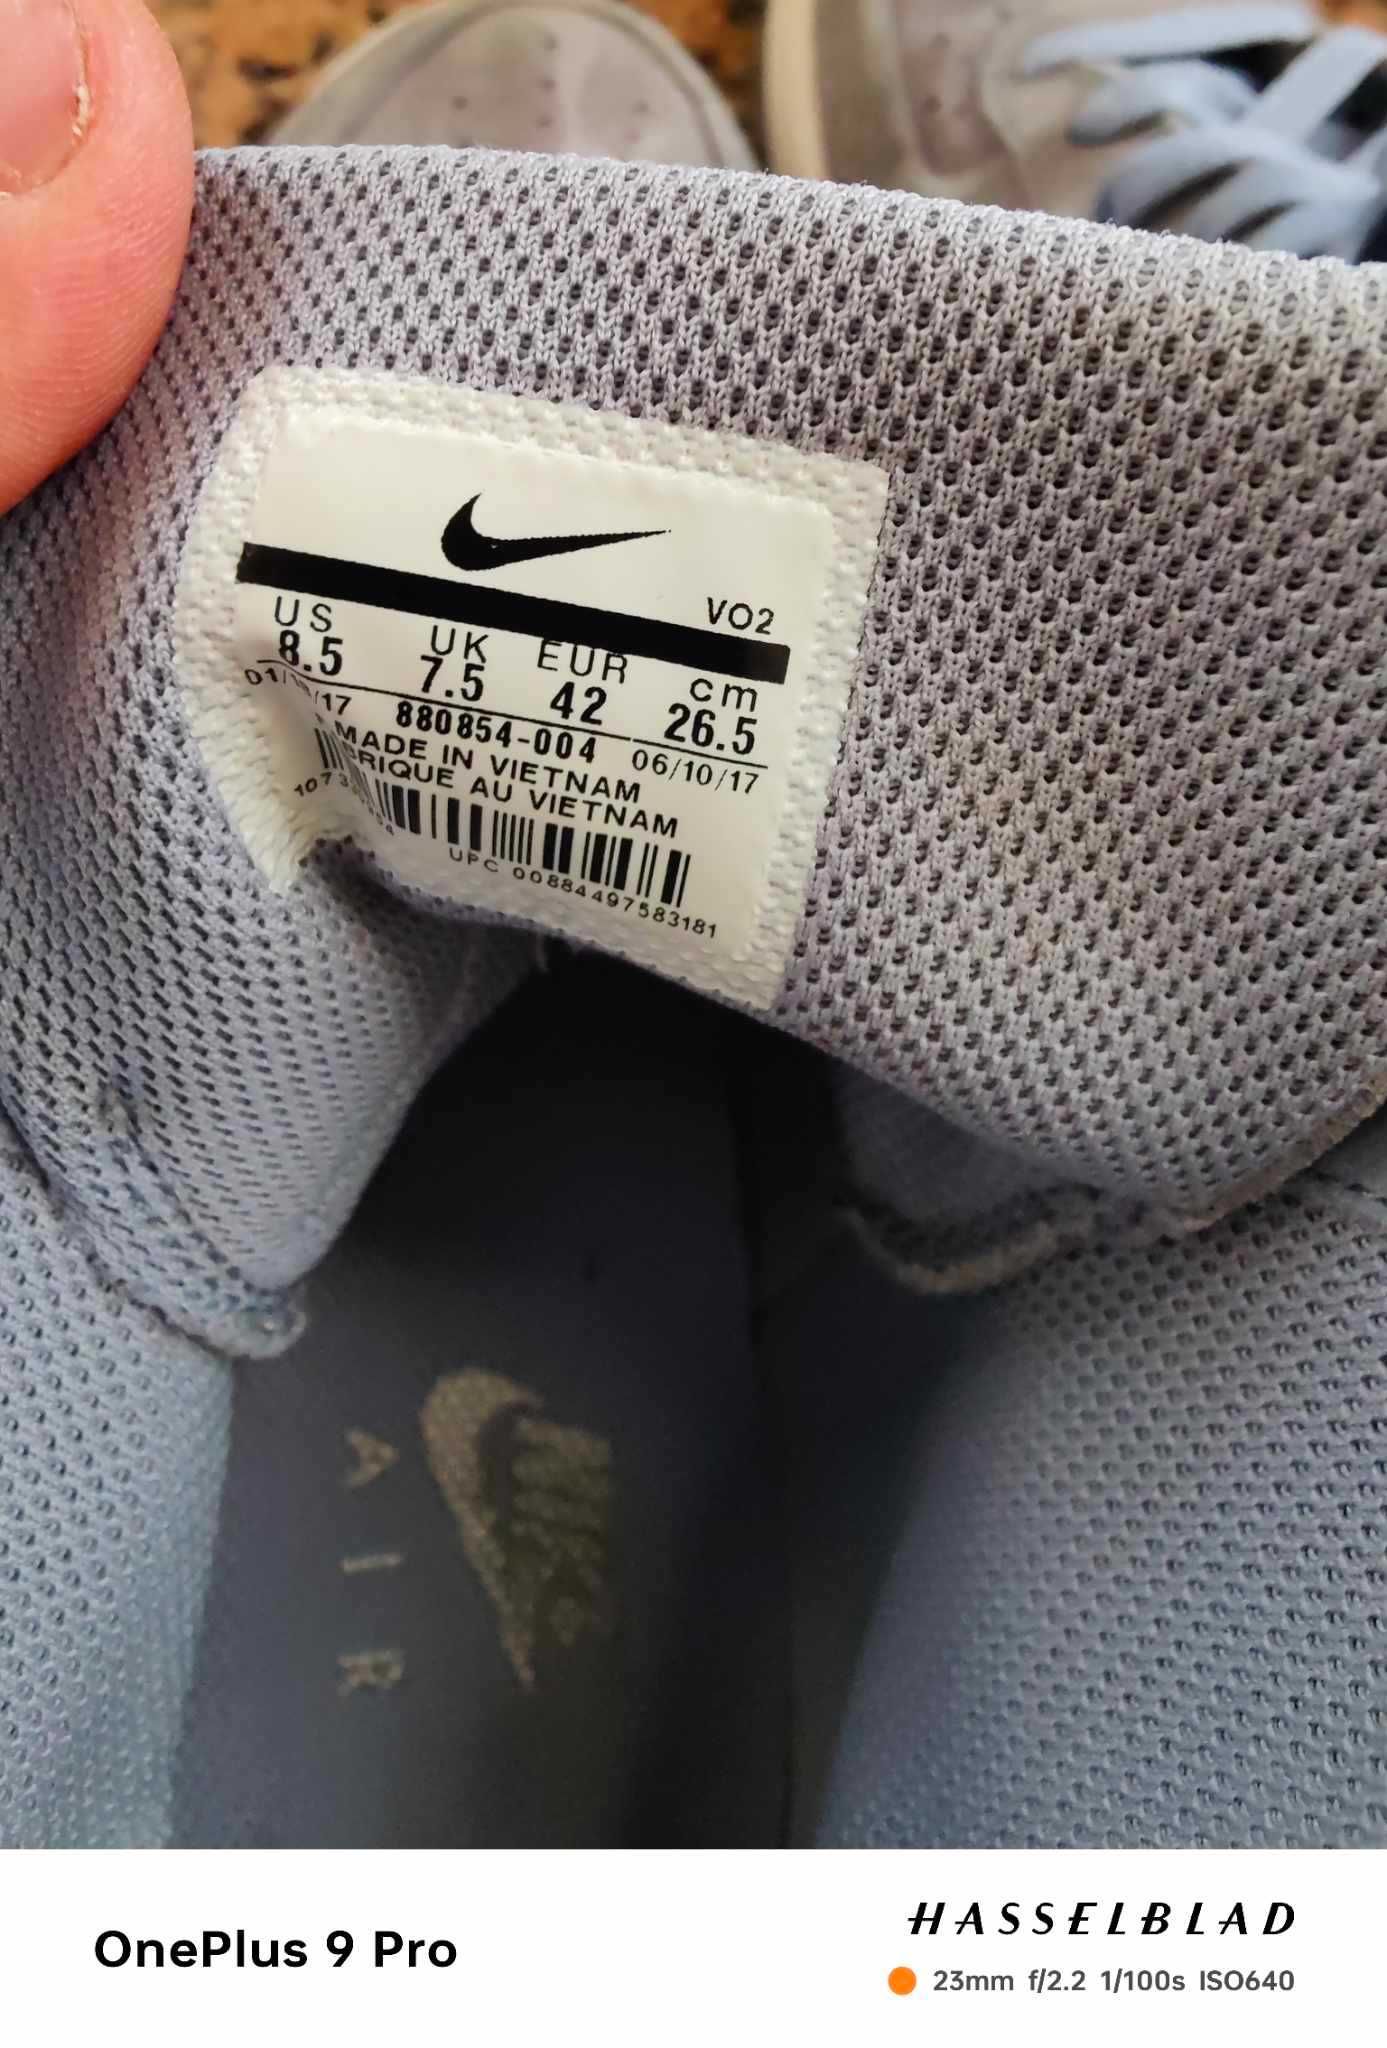 VO2
US UK EUR cm
8.5 7.5 42 26.5
880854-004 06/10/17
MADE IN VIETNAM
AU VIETNAM
UPC 00884497583181
AIR
NIKE
OnePlus 9 Pro
HASSELBLAD
23mm f/2.2 1/100s ISO640